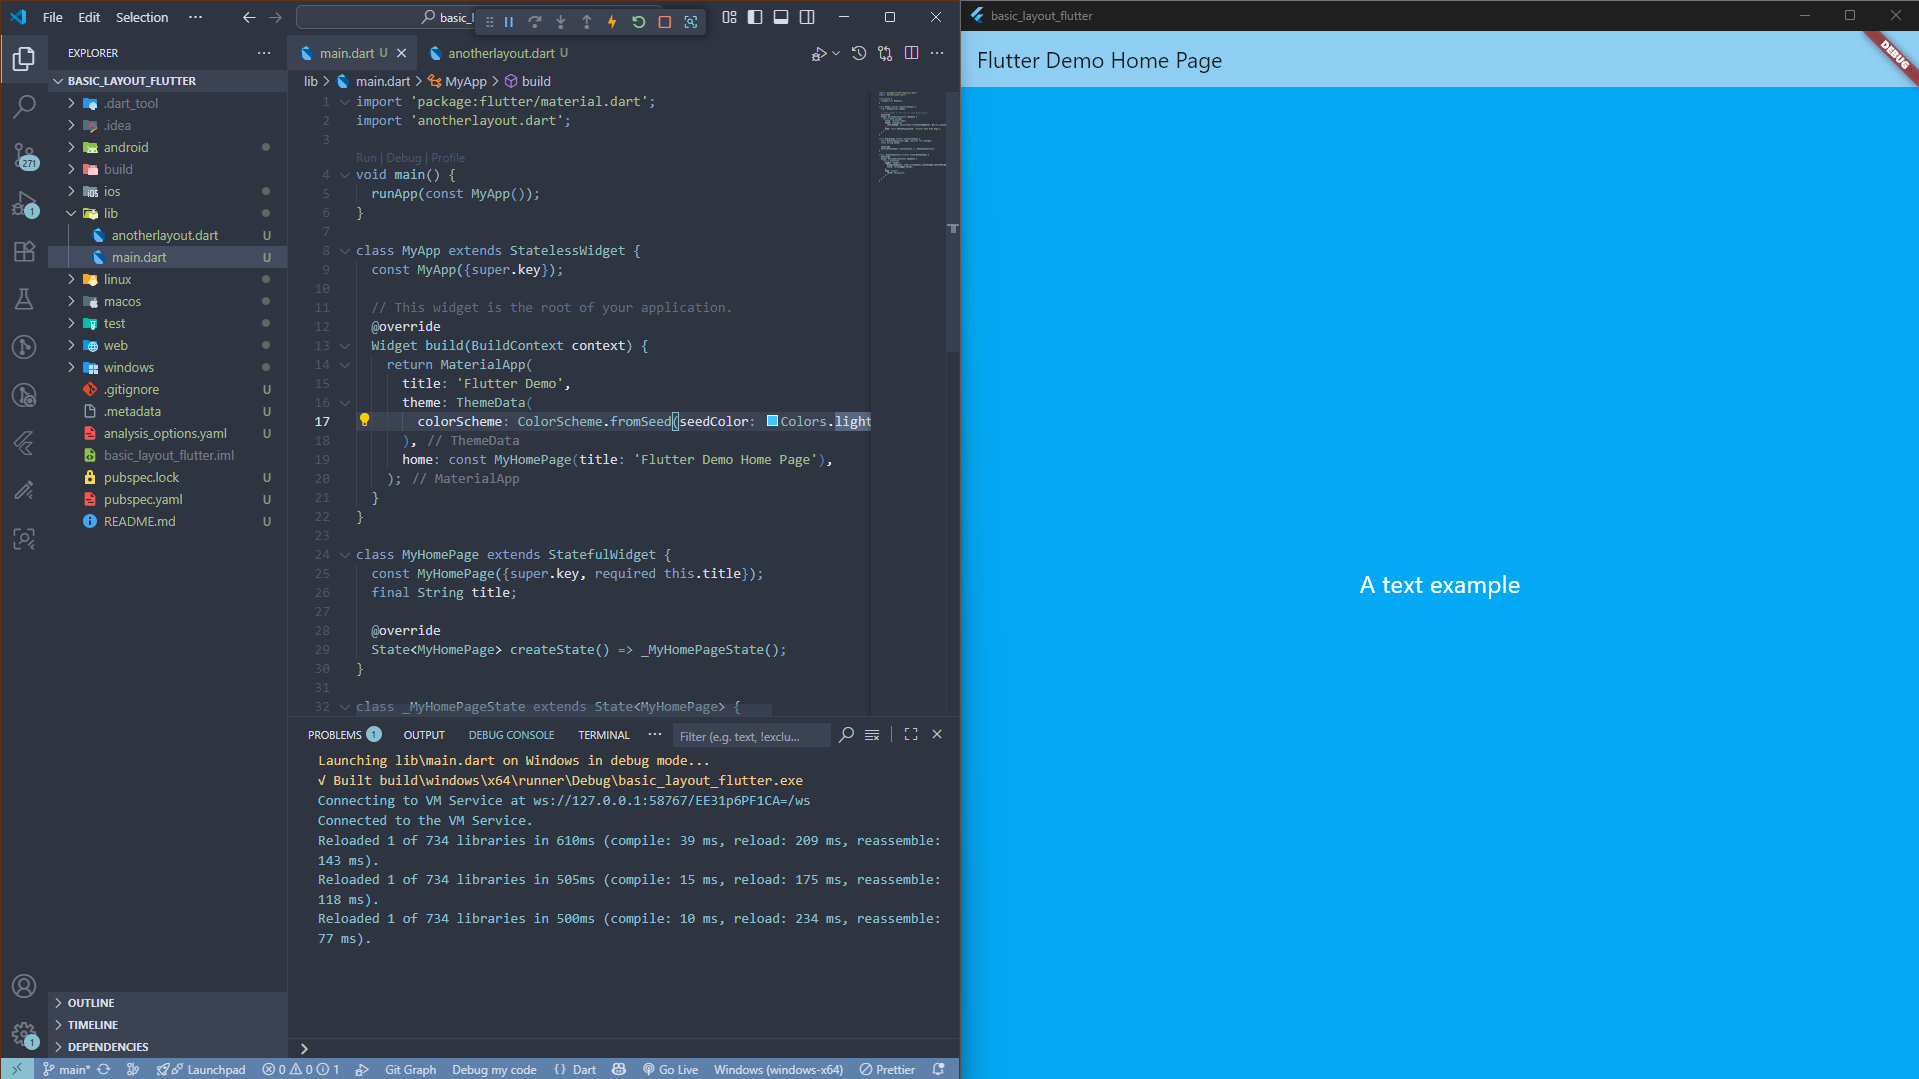 File Edit Selection ··· basic_l
basic_layout_flutter
EXPLORER
BASIC_LAYOUT_FLUTTER
.dart_tool
.idea
android
build
ios
lib
anotherlayout.dart U
main.dart U
linux
macos
test
web
windows
.gitignore U
.metadata U
analysis_options.yaml U
basic_layout_flutter.iml
pubspec.lock U
pubspec.yaml U
README.md U
OUTLINE
TIMELINE
DEPENDENCIES
271
1
1
main.dart U anotherlayout.dart U
lib > main.dart > MyApp > build
1 import 'package:flutter/material.dart';
2 import 'anotherlayout.dart';
3
Run | Debug | Profile
4 void main() {
5 runApp(const MyApp());
6 }
7
8 class MyApp extends StatelessWidget {
9 const MyApp({super.key});
10
11 // This widget is the root of your application.
12 @override
13 Widget build(BuildContext context) {
14 return MaterialApp(
15 title: 'Flutter Demo',
16 theme: ThemeData(
17 colorScheme: ColorScheme.fromSeed(seedColor: Colors.light
18 ), // ThemeData
19 home: const MyHomePage(title: 'Flutter Demo Home Page'),
20 ); // MaterialApp
21 }
22 }
23
24 class MyHomePage extends StatefulWidget {
25 const MyHomePage({super.key, required this.title});
26 final String title;
27
28 @override
29 State<MyHomePage> createState() => _MyHomePageState();
30 }
31
32 class _MyHomePageState extends State<MyHomePage> {
PROBLEMS 1 OUTPUT DEBUG CONSOLE TERMINAL ··· Filter (e.g. text, !exclu...
Launching lib\main.dart on Windows in debug mode...
√ Built build\windows\x64\runner\Debug\basic_layout_flutter.exe
Connecting to VM Service at ws://127.0.0.1:58767/EE31p6PF1CA=/ws
Connected to the VM Service.
Reloaded 1 of 734 libraries in 610ms (compile: 39 ms, reload: 209 ms, reassemble:
143 ms).
Reloaded 1 of 734 libraries in 505ms (compile: 15 ms, reload: 175 ms, reassemble:
118 ms).
Reloaded 1 of 734 libraries in 500ms (compile: 10 ms, reload: 234 ms, reassemble:
77 ms).
main* Launchpad 0 0 1 Git Graph Debug my code {} Dart Go Live Windows (windows-x64) Prettier
Flutter Demo Home Page
DEBUG
A text example